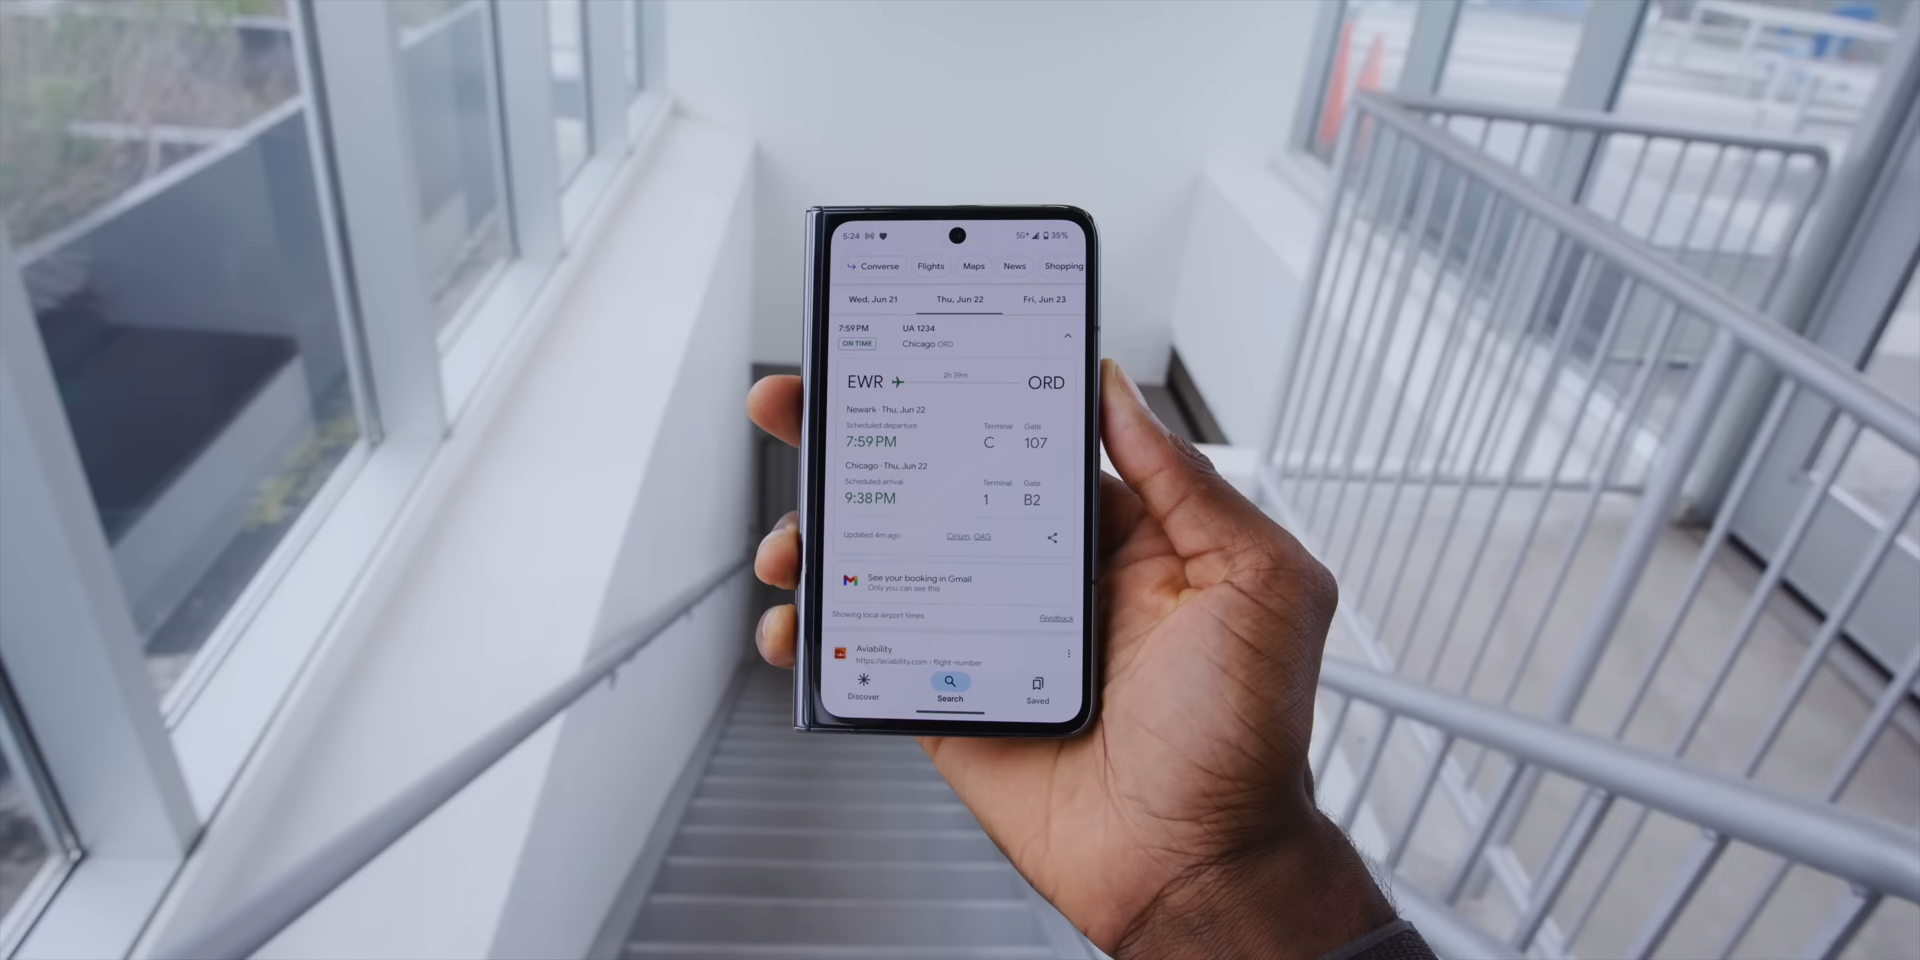 5:24 5G+ 35%
Converse Flights Maps News Shopping
Wed, Jun 21 Thu, Jun 22 Fri, Jun 23
7:59 PM UA 1234
ON TIME Chicago ORD
2h 39m
EWR ORD
Newark · Thu, Jun 22
Scheduled departure Terminal Gate
7:59 PM C 107
Chicago · Thu, Jun 22
Scheduled arrival Terminal Gate
9:38 PM 1 B2
Updated 4m ago Cirium, OAG
See your booking in Gmail
Only you can see this
Showing local airport times Feedback
Aviability
https://aviability.com › flight-number
Discover Search Saved